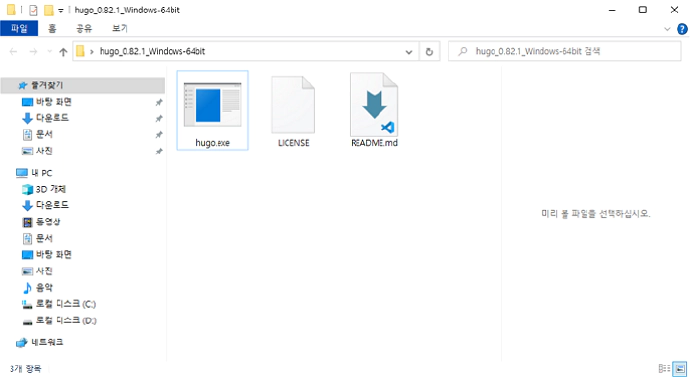 hugo_0.82.1_Windows-64bit
파일
홈
공유
보기
hugo_0.82.1_Windows-64bit
hugo_0.82.1_Windows-64bit 검색
즐겨찾기
바탕 화면
다운로드
문서
사진
내 PC
3D 개체
다운로드
동영상
문서
바탕 화면
사진
음악
로컬 디스크 (C:)
로컬 디스크 (D:)
네트워크
hugo.exe
LICENSE
README.md
미리 볼 파일을 선택하십시오.
3개 항목